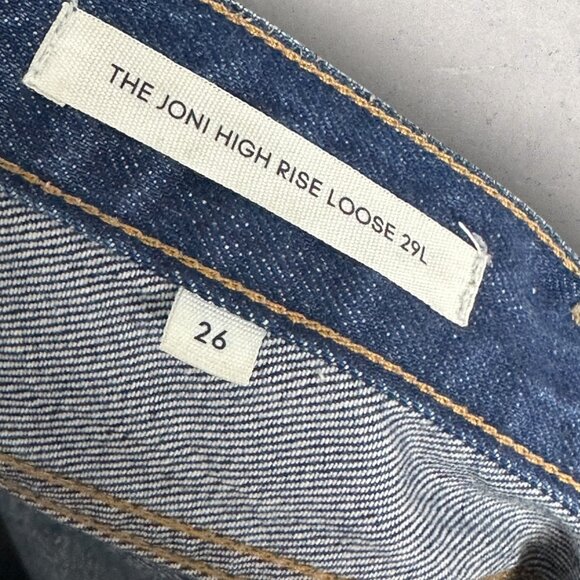 THE JONI HIGH RISE LOOSE 29L
26